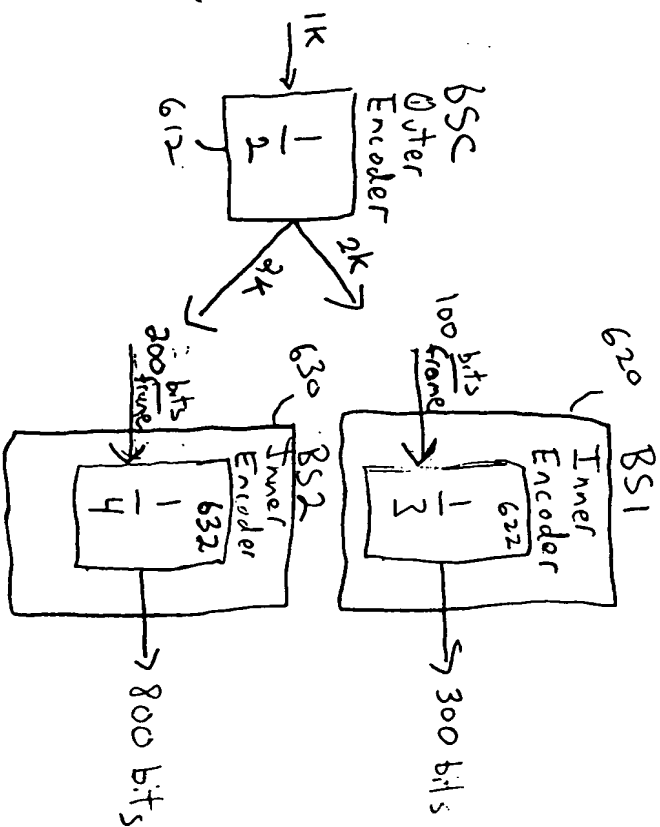 1K
BSC
Outer
Encoder
1/2
612
2K
2K
620
BS1
Inner
Encoder
622
1/3
100 bits
frame
300 bits
630
BS2
Inner
Encoder
632
1/4
200 bits
frame
800 bits